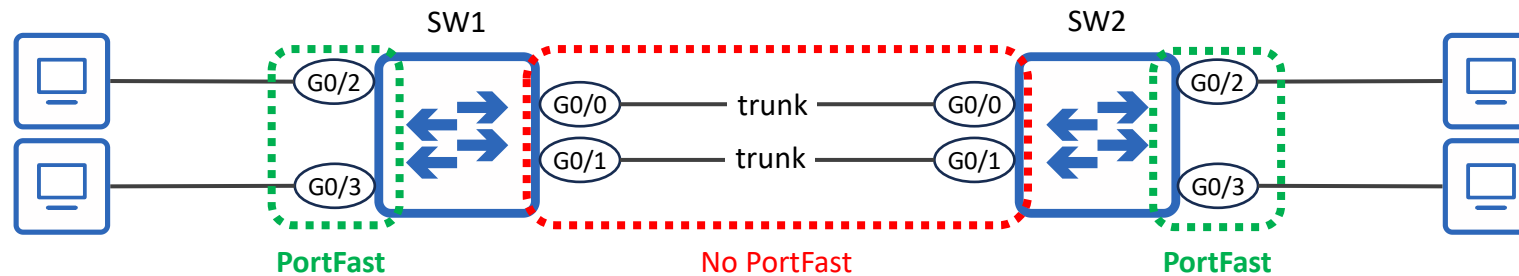 SW1
SW2
G0/2
G0/0
trunk
G0/0
G0/2
G0/1
trunk
G0/1
G0/3
G0/3
PortFast
No PortFast
PortFast